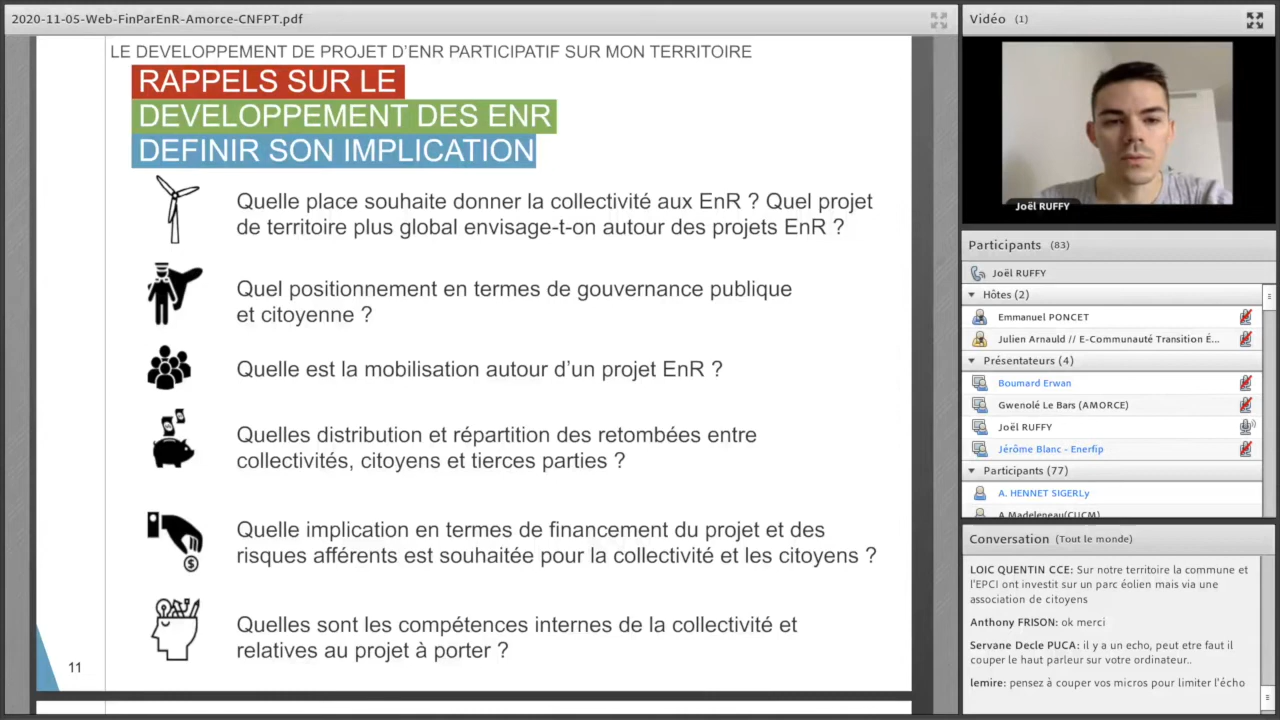 2020-11-05-Web-FinParEnR-Amorce-CNFPT.pdf
LE DEVELOPPEMENT DE PROJET D'ENR PARTICIPATIF SUR MON TERRITOIRE
RAPPELS SUR LE
DEVELOPPEMENT DES ENR
DEFINIR SON IMPLICATION
Quelle place souhaite donner la collectivité aux EnR ? Quel projet
de territoire plus global envisage-t-on autour des projets EnR ?
Quel positionnement en termes de gouvernance publique
et citoyenne ?
Quelle est la mobilisation autour d'un projet EnR ?
Quelles distribution et répartition des retombées entre
collectivités, citoyens et tierces parties ?
$
Quelle implication en termes de financement du projet et des
risques afférents est souhaitée pour la collectivité et les citoyens ?
Quelles sont les compétences internes de la collectivité et
relatives au projet à porter ?
11
Vidéo (1)
Joël RUFFY
Participants (83)
Joël RUFFY
Hôtes (2)
Emmanuel PONCET
Julien Arnauld // E-Communauté Transition É...
Présentateurs (4)
Boumard Erwan
Gwenolé Le Bars (AMORCE)
Joël RUFFY
Jérôme Blanc - Enerfip
Participants (77)
A. HENNET SIGERLy
A Madeleneau(CUCM)
Conversation (Tout le monde)
LOIC QUENTIN CCE: Sur notre territoire la commune et
l'EPCI ont investit sur un parc éolien mais via une
association de citoyens
Anthony FRISON: ok merci
Servane Decle PUCA: il y a un echo, peut etre faut il
couper le haut parleur sur votre ordinateur..
lemire: pensez à couper vos micros pour limiter l'écho